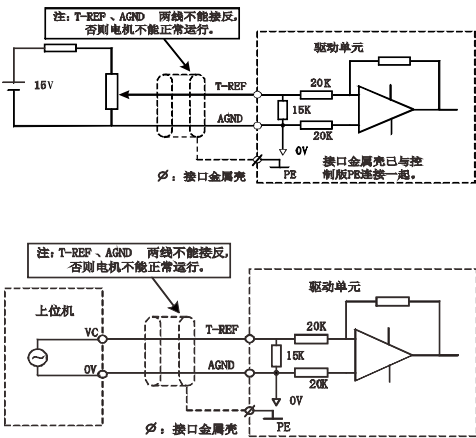 注：T-REF、AGND 两线不能接反，
否则电机不能正常运行。
驱动单元
15V
T-REF
20K
15K
AGND
20K
0V
PE
Ø：接口金属壳
接口金属壳已与控
制版PE连接一起。
注：T-REF、AGND 两线不能接反，
否则电机不能正常运行。
驱动单元
上位机
VC
T-REF
20K
15K
0V
AGND
20K
0V
PE
Ø：接口金属壳